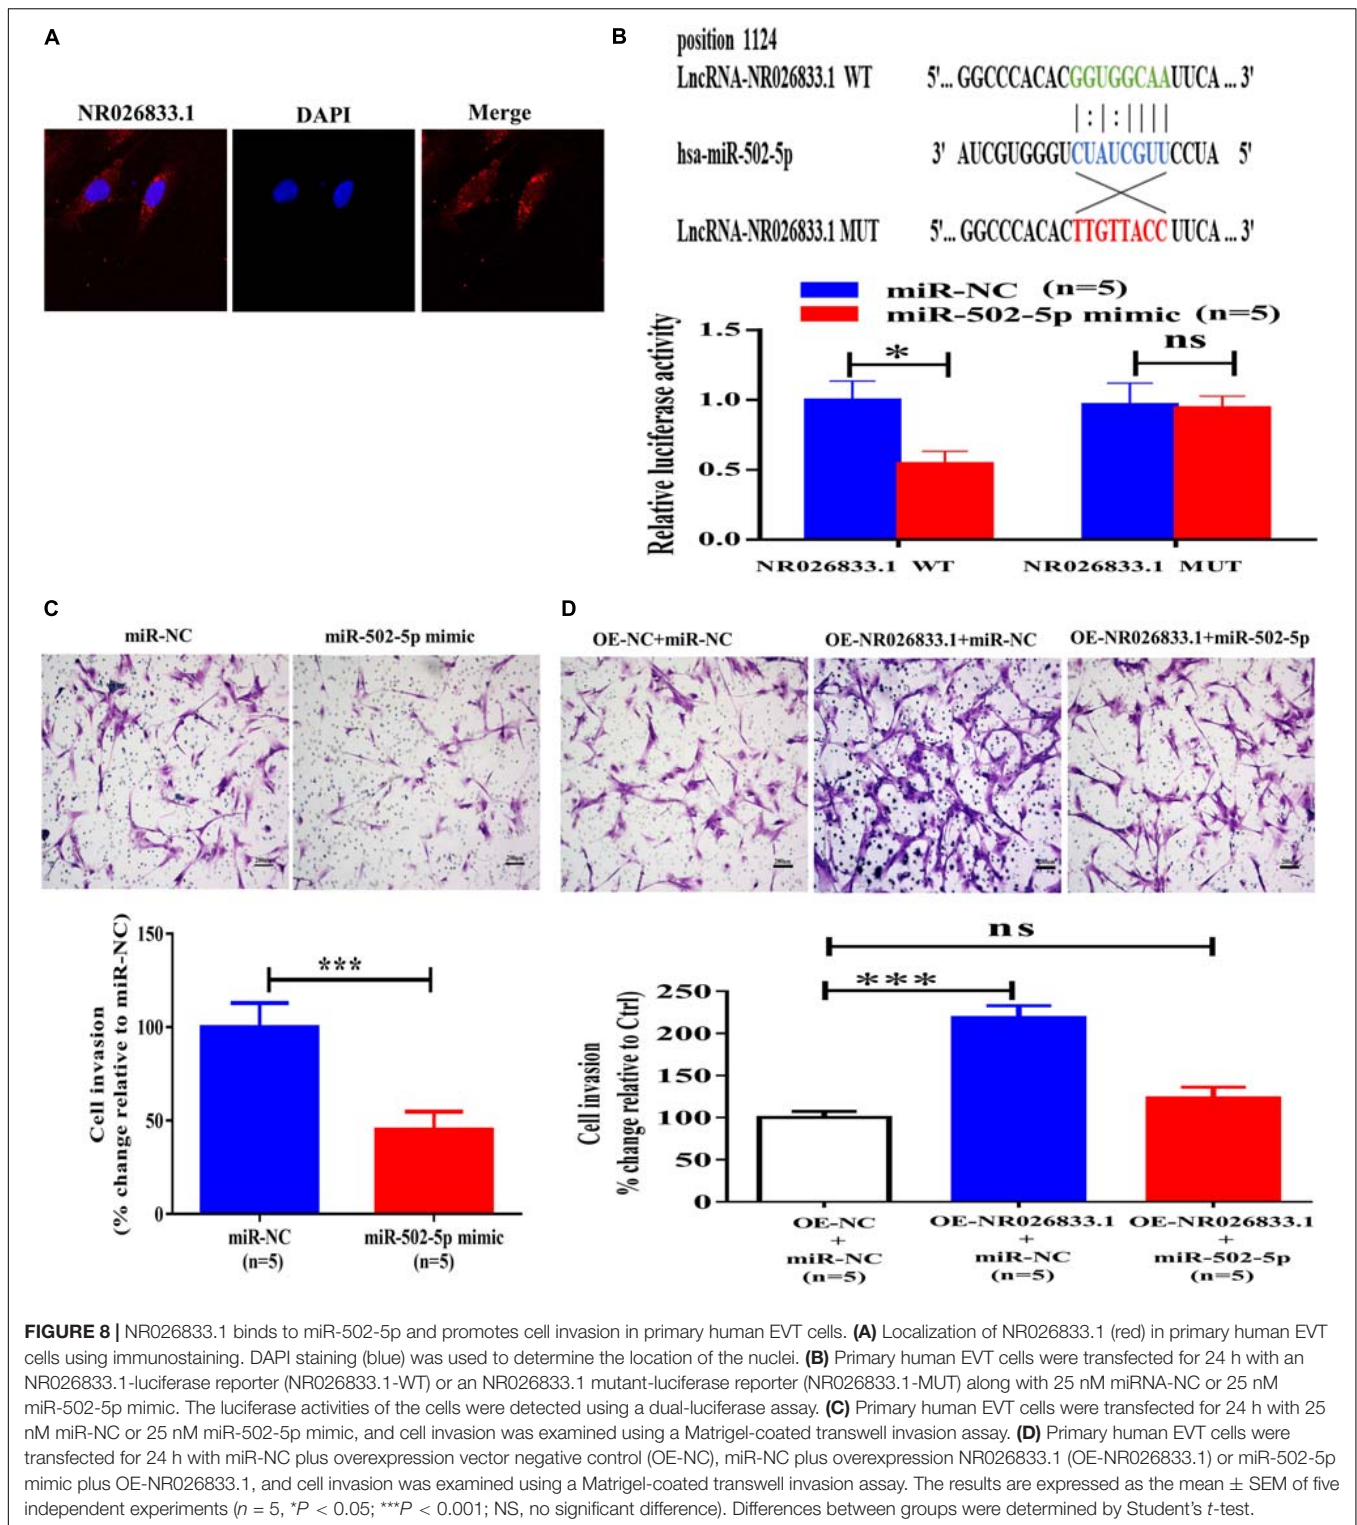 A
NR026833.1 DAPI Merge
B
position 1124
LncRNA-NR026833.1 WT 5'... GGCCCACACGGUGGCAAUUCA ... 3'
|:|:||||
hsa-miR-502-5p 3' AUCGUGGGUCUAUCGUUCCUA 5'
LncRNA-NR026833.1 MUT 5'... GGCCCACACTTGTTACCUUCA ... 3'
miR-NC (n=5)
miR-502-5p mimic (n=5)
Relative luciferase activity
1.5
1.0
0.5
0.0
* ns
NR026833.1 WT NR026833.1 MUT
C
miR-NC miR-502-5p mimic
Cell invasion
(% change relative to miR-NC)
150
100
50
0
***
miR-NC miR-502-5p mimic
(n=5) (n=5)
D
OE-NC+miR-NC OE-NR026833.1+miR-NC OE-NR026833.1+miR-502-5p
Cell invasion
% change relative to Ctrl)
250
200
150
100
50
0
ns
***
OE-NC OE-NR026833.1 OE-NR026833.1
+ + +
miR-NC miR-NC miR-502-5p
(n=5) (n=5) (n=5)
FIGURE 8 | NR026833.1 binds to miR-502-5p and promotes cell invasion in primary human EVT cells. (A) Localization of NR026833.1 (red) in primary human EVT
cells using immunostaining. DAPI staining (blue) was used to determine the location of the nuclei. (B) Primary human EVT cells were transfected for 24 h with an
NR026833.1-luciferase reporter (NR026833.1-WT) or an NR026833.1 mutant-luciferase reporter (NR026833.1-MUT) along with 25 nM miRNA-NC or 25 nM
miR-502-5p mimic. The luciferase activities of the cells were detected using a dual-luciferase assay. (C) Primary human EVT cells were transfected for 24 h with 25
nM miR-NC or 25 nM miR-502-5p mimic, and cell invasion was examined using a Matrigel-coated transwell invasion assay. (D) Primary human EVT cells were
transfected for 24 h with miR-NC plus overexpression vector negative control (OE-NC), miR-NC plus overexpression NR026833.1 (OE-NR026833.1) or miR-502-5p
mimic plus OE-NR026833.1, and cell invasion was examined using a Matrigel-coated transwell invasion assay. The results are expressed as the mean ± SEM of five
independent experiments (n = 5, *P < 0.05; ***P < 0.001; NS, no significant difference). Differences between groups were determined by Student's t-test.